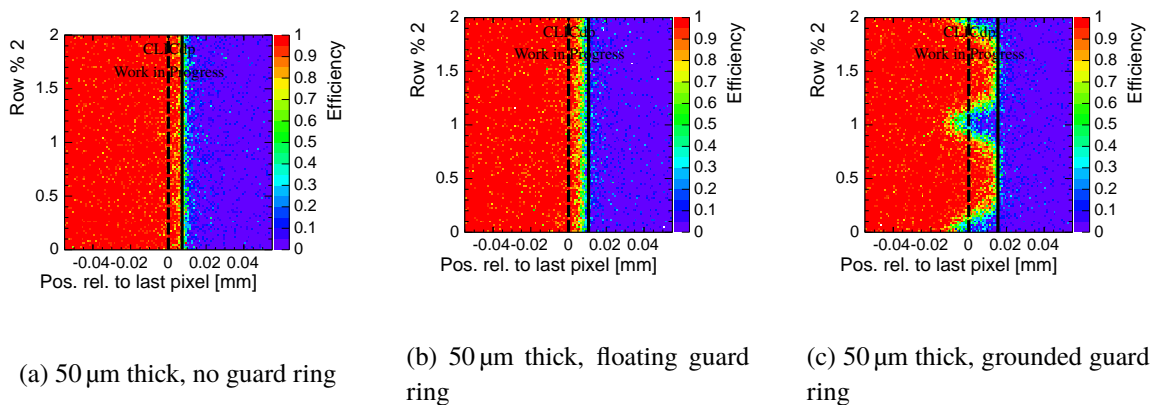 Row % 2
2
1.5
1
0.5
0
CLICdp
Work in Progress
-0.04-0.02 0 0.02 0.04
Pos. rel. to last pixel [mm]
1
0.9
0.8
0.7
0.6
0.5
0.4
0.3
0.2
0.1
0
Efficiency
(a) 50 μm thick, no guard ring
Row % 2
2
1.5
1
0.5
0
CLICdp
Work in Progress
-0.04-0.02 0 0.02 0.04
Pos. rel. to last pixel [mm]
1
0.9
0.8
0.7
0.6
0.5
0.4
0.3
0.2
0.1
0
Efficiency
(b) 50 μm thick, floating guard
ring
Row % 2
2
1.5
1
0.5
0
CLICdp
Work in Progress
-0.04-0.02 0 0.02 0.04
Pos. rel. to last pixel [mm]
1
0.9
0.8
0.7
0.6
0.5
0.4
0.3
0.2
0.1
0
Efficiency
(c) 50 μm thick, grounded guard
ring